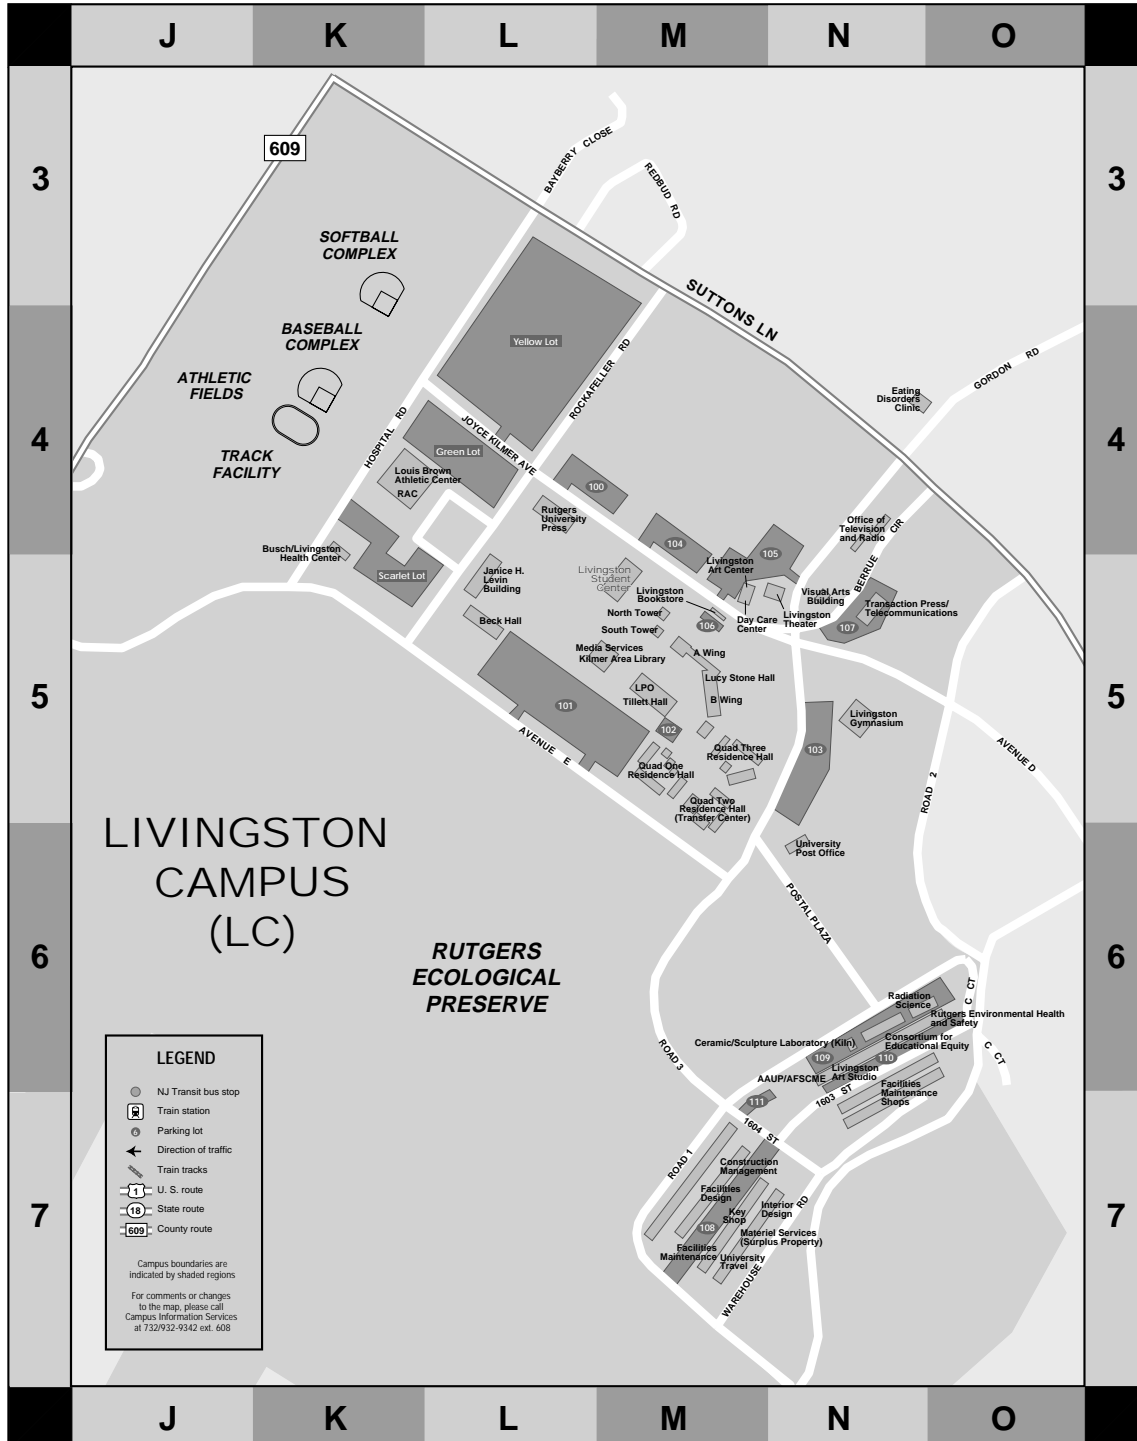 J K L M N O
3 3
4 4
5 5
6 6
7 7
J K L M N O
609
BAYBERRY CLOSE
REDBUD RD
SOFTBALL
COMPLEX
SUTTONS LN
BASEBALL
COMPLEX
Yellow Lot
ROCKAFELLER RD
GORDON RD
ATHLETIC
FIELDS
Eating
Disorders
Clinic
HOSPITAL RD
JOYCE KILMER AVE
TRACK
FACILITY
Green Lot
Louis Brown
Athletic Center
RAC
100
Rutgers
University
Press
Office of
Television
and Radio
BERRUE CIR
104
105
Busch/Livingston
Health Center
Scarlet Lot
Janice H.
Levin
Building
Livingston
Student
Center
Livingston
Art Center
Livingston
Bookstore
Visual Arts
Building
Transaction Press/
Telecommunications
North Tower
Day Care
Center
Livingston
Theater
Beck Hall
South Tower
106
107
Media Services
Kilmer Area Library
A Wing
Lucy Stone Hall
LPO
Tillett Hall
B Wing
101
102
Livingston
Gymnasium
103
AVENUE E
AVENUE D
Quad Three
Residence Hall
Quad One
Residence Hall
ROAD 2
Quad Two
Residence Hall
(Transfer Center)
LIVINGSTON
CAMPUS
(LC)
University
Post Office
POSTAL PLAZA
RUTGERS
ECOLOGICAL
PRESERVE
Radiation
Science
C CT
Rutgers Environmental Health
and Safety
Ceramic/Sculpture Laboratory (Kiln)
Consortium for
Educational Equity
C CT
109
110
ROAD 3
AAUP/AFSCME
Livingston
Art Studio
Facilities
Maintenance
Shops
1603 ST
111
1604 ST
ROAD 1
Construction
Management
Facilities
Design
Key
Shop
Interior
Design
RD
108
Materiel Services
(Surplus Property)
Facilities
Maintenance
University
Travel
WAREHOUSE
LEGEND
NJ Transit bus stop
Train station
6 Parking lot
Direction of traffic
Train tracks
1 U. S. route
18 State route
609 County route
Campus boundaries are
indicated by shaded regions
For comments or changes
to the map, please call
Campus Information Services
at 732/932-9342 ext. 608